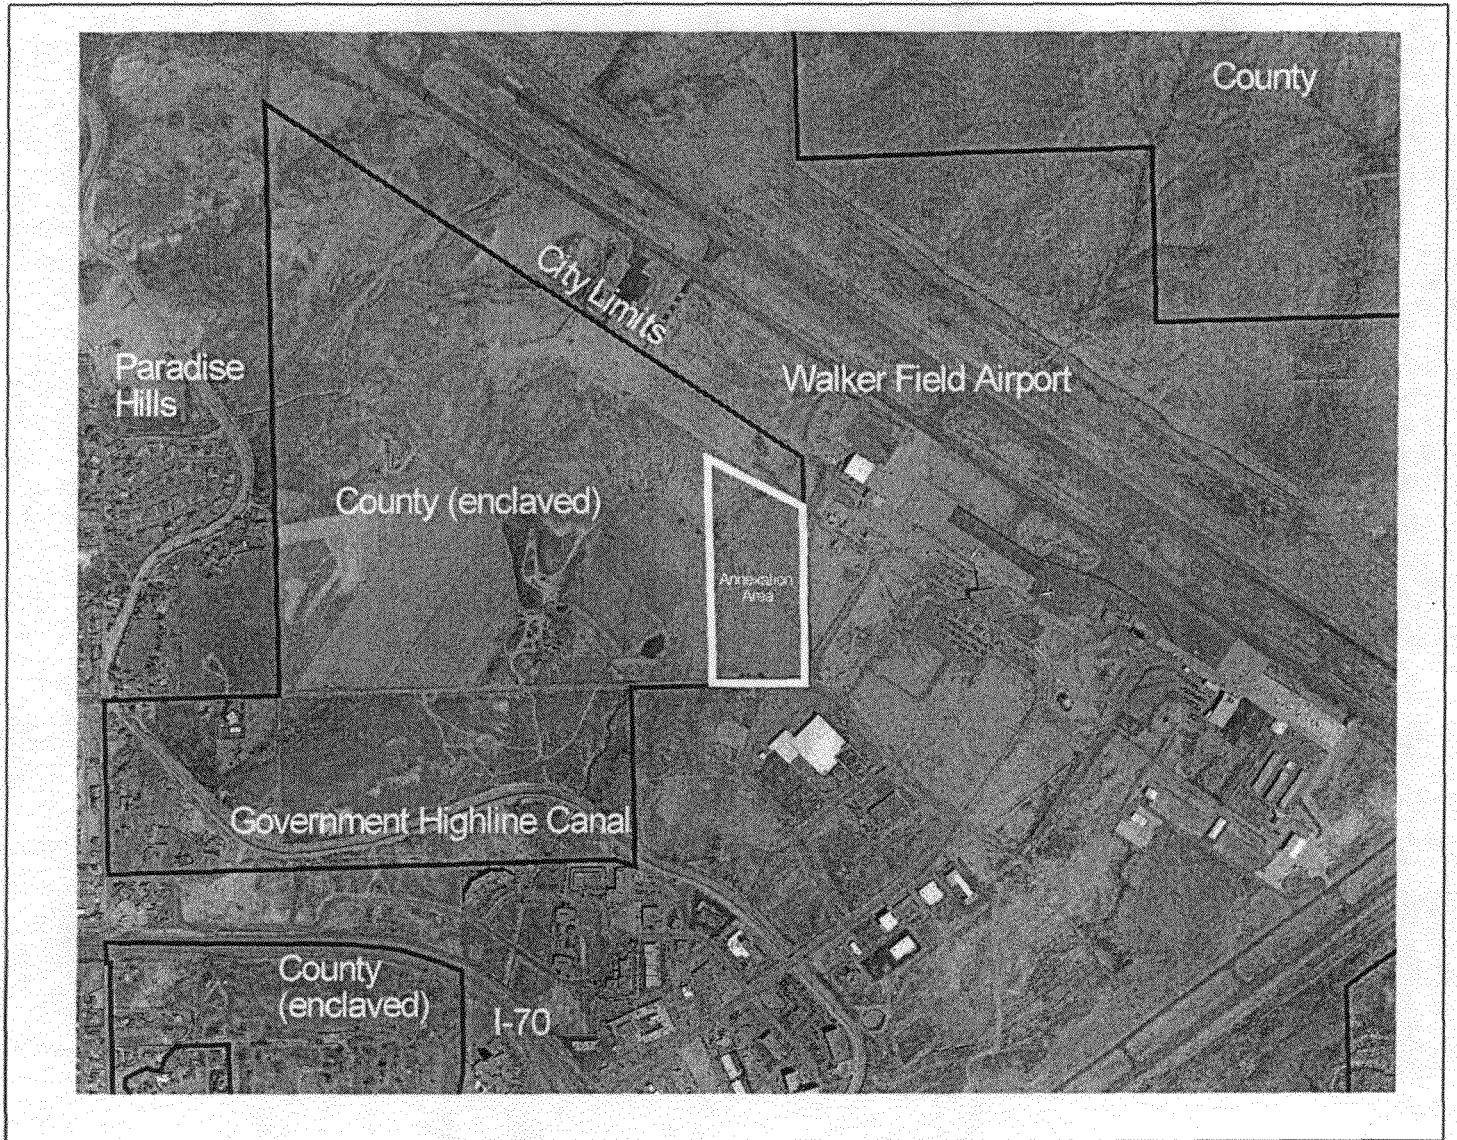 County
City Limits
Paradise
Hills
Walker Field Airport
County (enclaved)
Annexation
Area
Government Highline Canal
County
(enclaved)
I-70